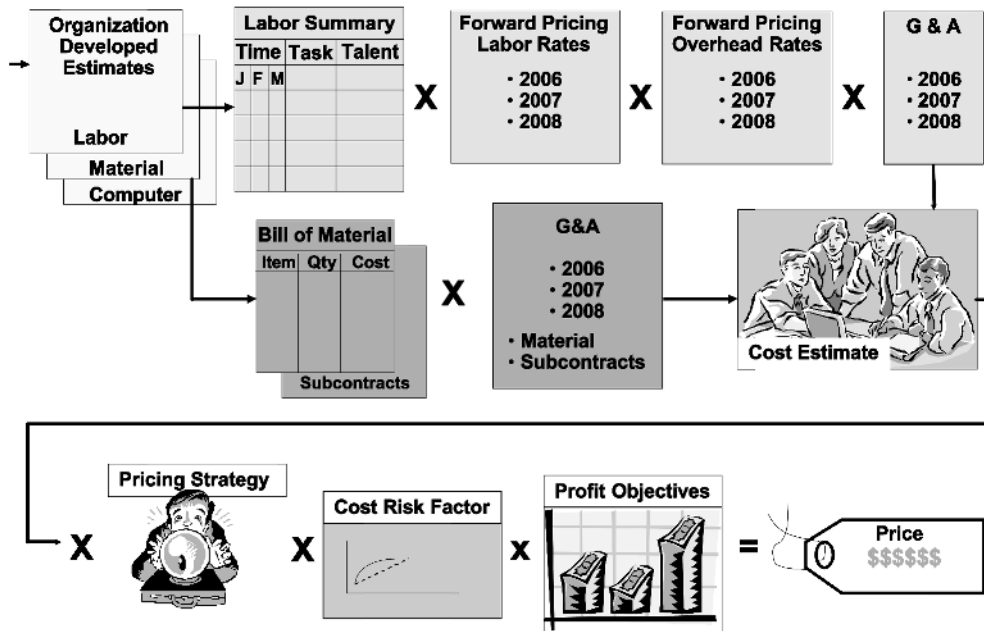 Organization
Developed
Estimates
Labor
Material
Computer
Labor Summary
Time Task Talent
J F M
X
Forward Pricing
Labor Rates
• 2006
• 2007
• 2008
X
Forward Pricing
Overhead Rates
• 2006
• 2007
• 2008
X
G & A
• 2006
• 2007
• 2008
Bill of Material
Item Qty Cost
Subcontracts
X
G&A
• 2006
• 2007
• 2008
• Material
• Subcontracts
Cost Estimate
X
Pricing Strategy
X
Cost Risk Factor
x
Profit Objectives
=
Price
$$$$$$